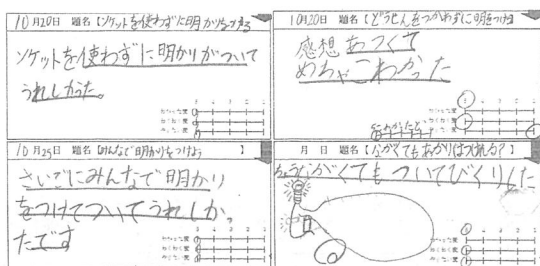 10月20日 題名【ソケットを使わずに明かりをつける
ソケットを使わずに明かりがついて
うれしかった。
10月20日 題名【どうせんをつかわずに明をつける
感想 あつくて
めちゃこわかった
10月25日 題名【みんなで明かりをつけよう 】
さいごにみんなで明かり
をつけてついてうれしか。
たです
月 日 題名【ながくてもあかりはつけれる?】
ながくてもついてびくりした